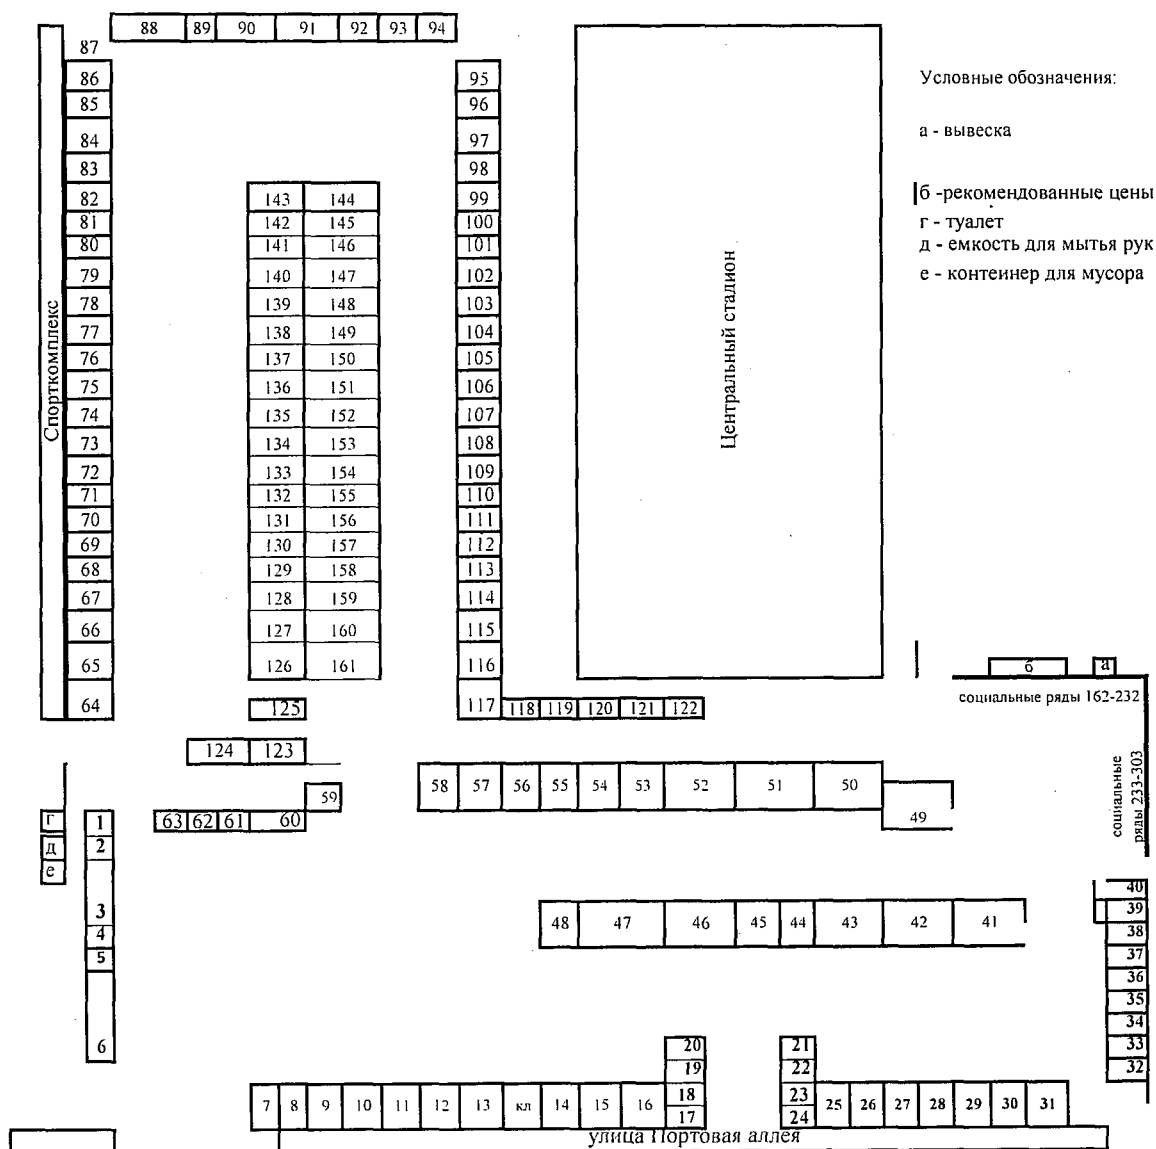 88 89 90 91 92 93 94
87
86 95
85 96
84 97
83 98
82 143 144 99
81 142 145 100
80 141 146 101
79 140 147 102
78 139 148 103
77 138 149 104
76 137 150 105
75 136 151 106
74 135 152 107
73 134 153 108
72 133 154 109
71 132 155 110
70 131 156 111
69 130 157 112
68 129 158 113
67 128 159 114
66 127 160 115
65 126 161 116
64 125 117 118 119 120 121 122
Спорткомплекс
Центральный стадион
Условные обозначения:
а - вывеска
б -рекомендованные цены
г - туалет
д - емкость для мытья рук
е - контеинер для мусора
б а
социальные ряды 162-232
социальные
ряды 233-303
124 123
59
58 57 56 55 54 53 52 51 50
49
63 62 61 60
г 1
д 2
е
3
4
5
6
48 47 46 45 44 43 42 41
40
39
38
37
36
35
34
33
32
20 21
19 22
18 23
17 24
7 8 9 10 11 12 13 кл 14 15 16
25 26 27 28 29 30 31
улица Портовая аллея